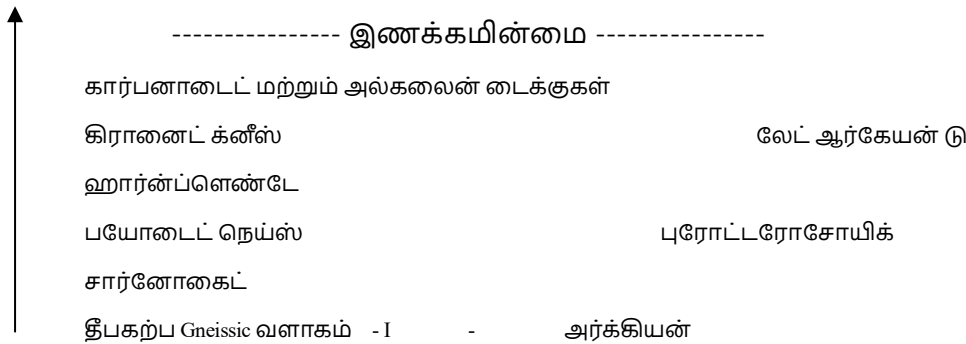 ---------------- இணக்கமின்மை ----------------
கார்பனாடைட் மற்றும் அல்கலைன் டைக்குகள்
கிரானைட் க்னீஸ் லேட் ஆர்கேயன் டு
ஹார்ன்ப்ளெண்டே
பயோடைட் நெய்ஸ் புரோட்டரோசோயிக்
சார்னோகைட்
தீபகற்ப Gneissic வளாகம் - I - அர்க்கியன்